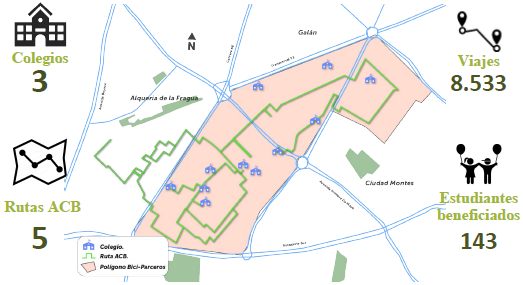 Colegios
3
Rutas ACB
5
N
Galán
Alquería de la Fragua
Ciudad Montes
Colegio.
Ruta ACB.
Polígono Bici-Parceros
Viajes
8.533
Estudiantes
beneficiados
143